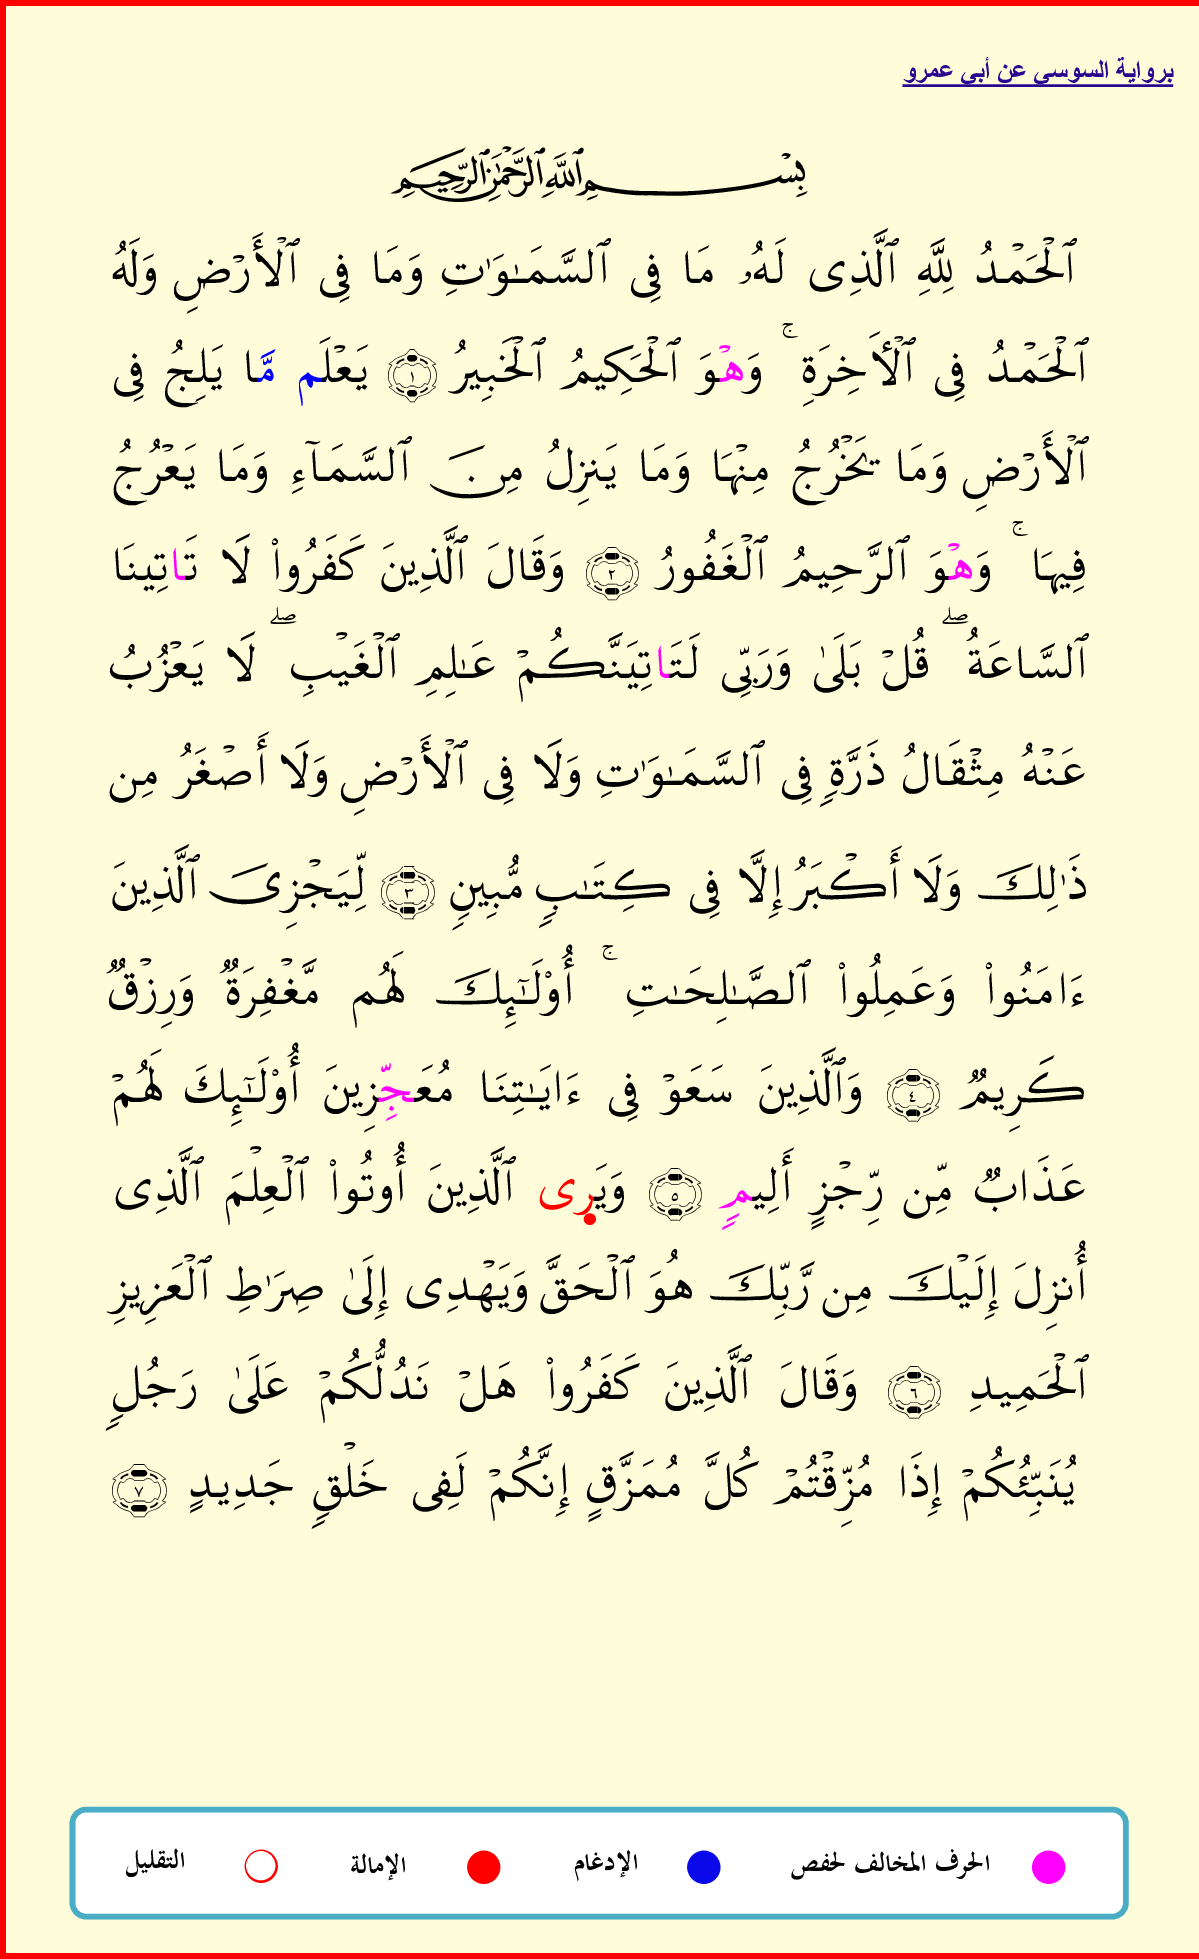 برواية السوسي عن أبي عمرو
بِسْمِ اللَّهِ الرَّحْمَٰنِ الرَّحِيمِ
ٱلْحَمْدُ لِلَّهِ ٱلَّذِى لَهُۥ مَا فِى ٱلسَّمَٰوَٰتِ وَمَا فِى ٱلْأَرْضِ وَلَهُ
ٱلْحَمْدُ فِى ٱلْأَخِرَةِ ۚ وَهْوَ ٱلْحَكِيمُ ٱلْخَبِيرُ ١ يَعْلَم مَّا يَلِجُ فِى
ٱلْأَرْضِ وَمَا يَخْرُجُ مِنْهَا وَمَا يَنزِلُ مِنَ ٱلسَّمَآءِ وَمَا يَعْرُجُ
فِيهَا ۚ وَهْوَ ٱلرَّحِيمُ ٱلْغَفُورُ ٢ وَقَالَ ٱلَّذِينَ كَفَرُوا۟ لَا تَاتِينَا
ٱلسَّاعَةُ ۖ قُلْ بَلَىٰ وَرَبِّى لَتَاتِيَنَّكُمْ عَٰلِمِ ٱلْغَيْبِ ۖ لَا يَعْزُبُ
عَنْهُ مِثْقَالُ ذَرَّةٍ فِى ٱلسَّمَٰوَٰتِ وَلَا فِى ٱلْأَرْضِ وَلَا أَصْغَرُ مِن
ذَٰلِكَ وَلَا أَكْبَرُ إِلَّا فِى كِتَٰبٍ مُّبِينٍ ٣ لِّيَجْزِىَ ٱلَّذِينَ
ءَامَنُوا۟ وَعَمِلُوا۟ ٱلصَّٰلِحَٰتِ ۚ أُو۟لَٰٓئِكَ لَهُم مَّغْفِرَةٌ وَرِزْقٌ
كَرِيمٌ ٤ وَٱلَّذِينَ سَعَوْ فِى ءَايَٰتِنَا مُعَجِّزِينَ أُو۟لَٰٓئِكَ لَهُمْ
عَذَابٌ مِّن رِّجْزٍ أَلِيمٍ ٥ وَيَرِى ٱلَّذِينَ أُوتُوا۟ ٱلْعِلْمَ ٱلَّذِى
أُنزِلَ إِلَيْكَ مِن رَّبِّكَ هُوَ ٱلْحَقَّ وَيَهْدِى إِلَىٰ صِرَٰطِ ٱلْعَزِيزِ
ٱلْحَمِيدِ ٦ وَقَالَ ٱلَّذِينَ كَفَرُوا۟ هَلْ نَدُلُّكُمْ عَلَىٰ رَجُلٍ
يُنَبِّئُكُمْ إِذَا مُزِّقْتُمْ كُلَّ مُمَزَّقٍ إِنَّكُمْ لَفِى خَلْقٍ جَدِيدٍ ٧
الحرف المخالف لحفص الإدغام الإمالة التقليل